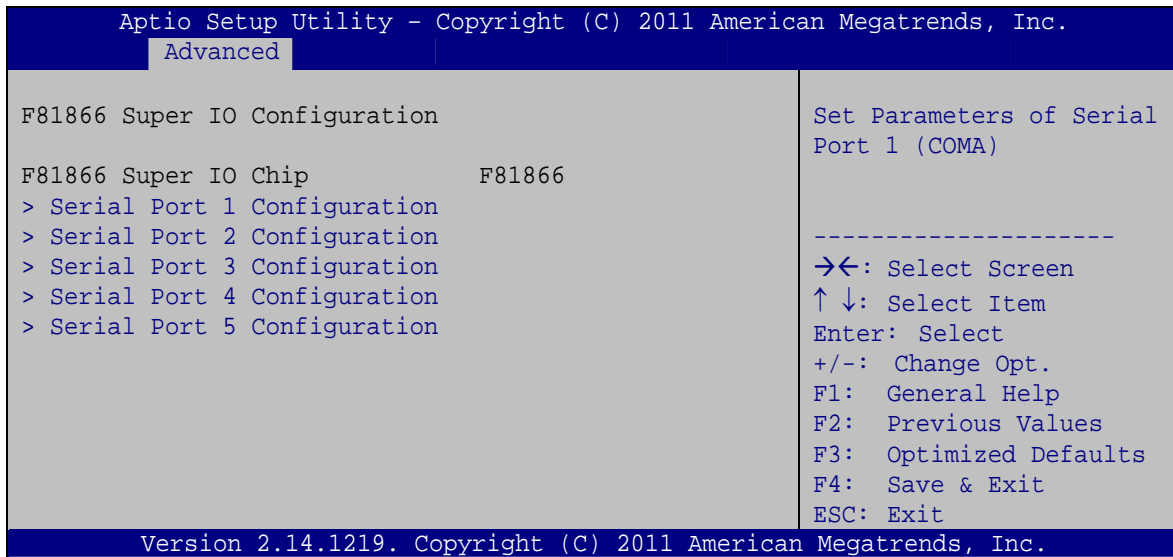 Aptio Setup Utility – Copyright (C) 2011 American Megatrends, Inc.
Advanced
F81866 Super IO Configuration
F81866 Super IO Chip F81866
> Serial Port 1 Configuration
> Serial Port 2 Configuration
> Serial Port 3 Configuration
> Serial Port 4 Configuration
> Serial Port 5 Configuration
Set Parameters of Serial
Port 1 (COMA)
---------------------
→←: Select Screen
↑ ↓: Select Item
Enter: Select
+/-: Change Opt.
F1: General Help
F2: Previous Values
F3: Optimized Defaults
F4: Save & Exit
ESC: Exit
Version 2.14.1219. Copyright (C) 2011 American Megatrends, Inc.